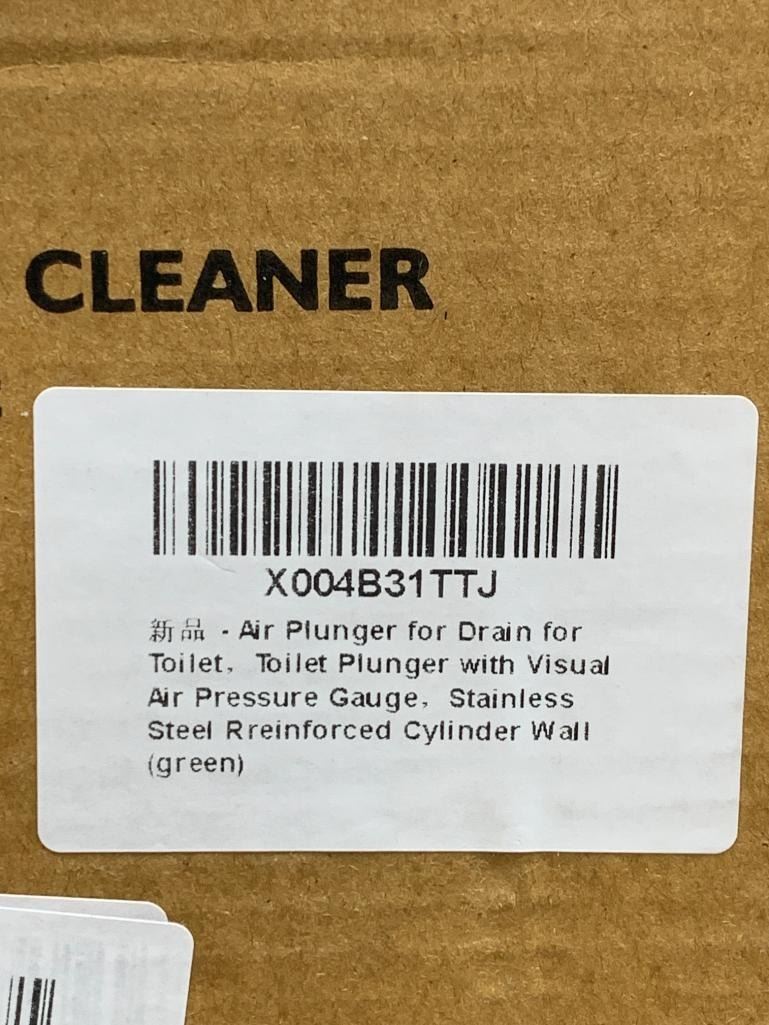 CLEANER
X004B31TTJ
新品 - Air Plunger for Drain for
Toilet，Toilet Plunger with Visual
Air Pressure Gauge，Stainless
Steel Rreinforced Cylinder Wall
(green)